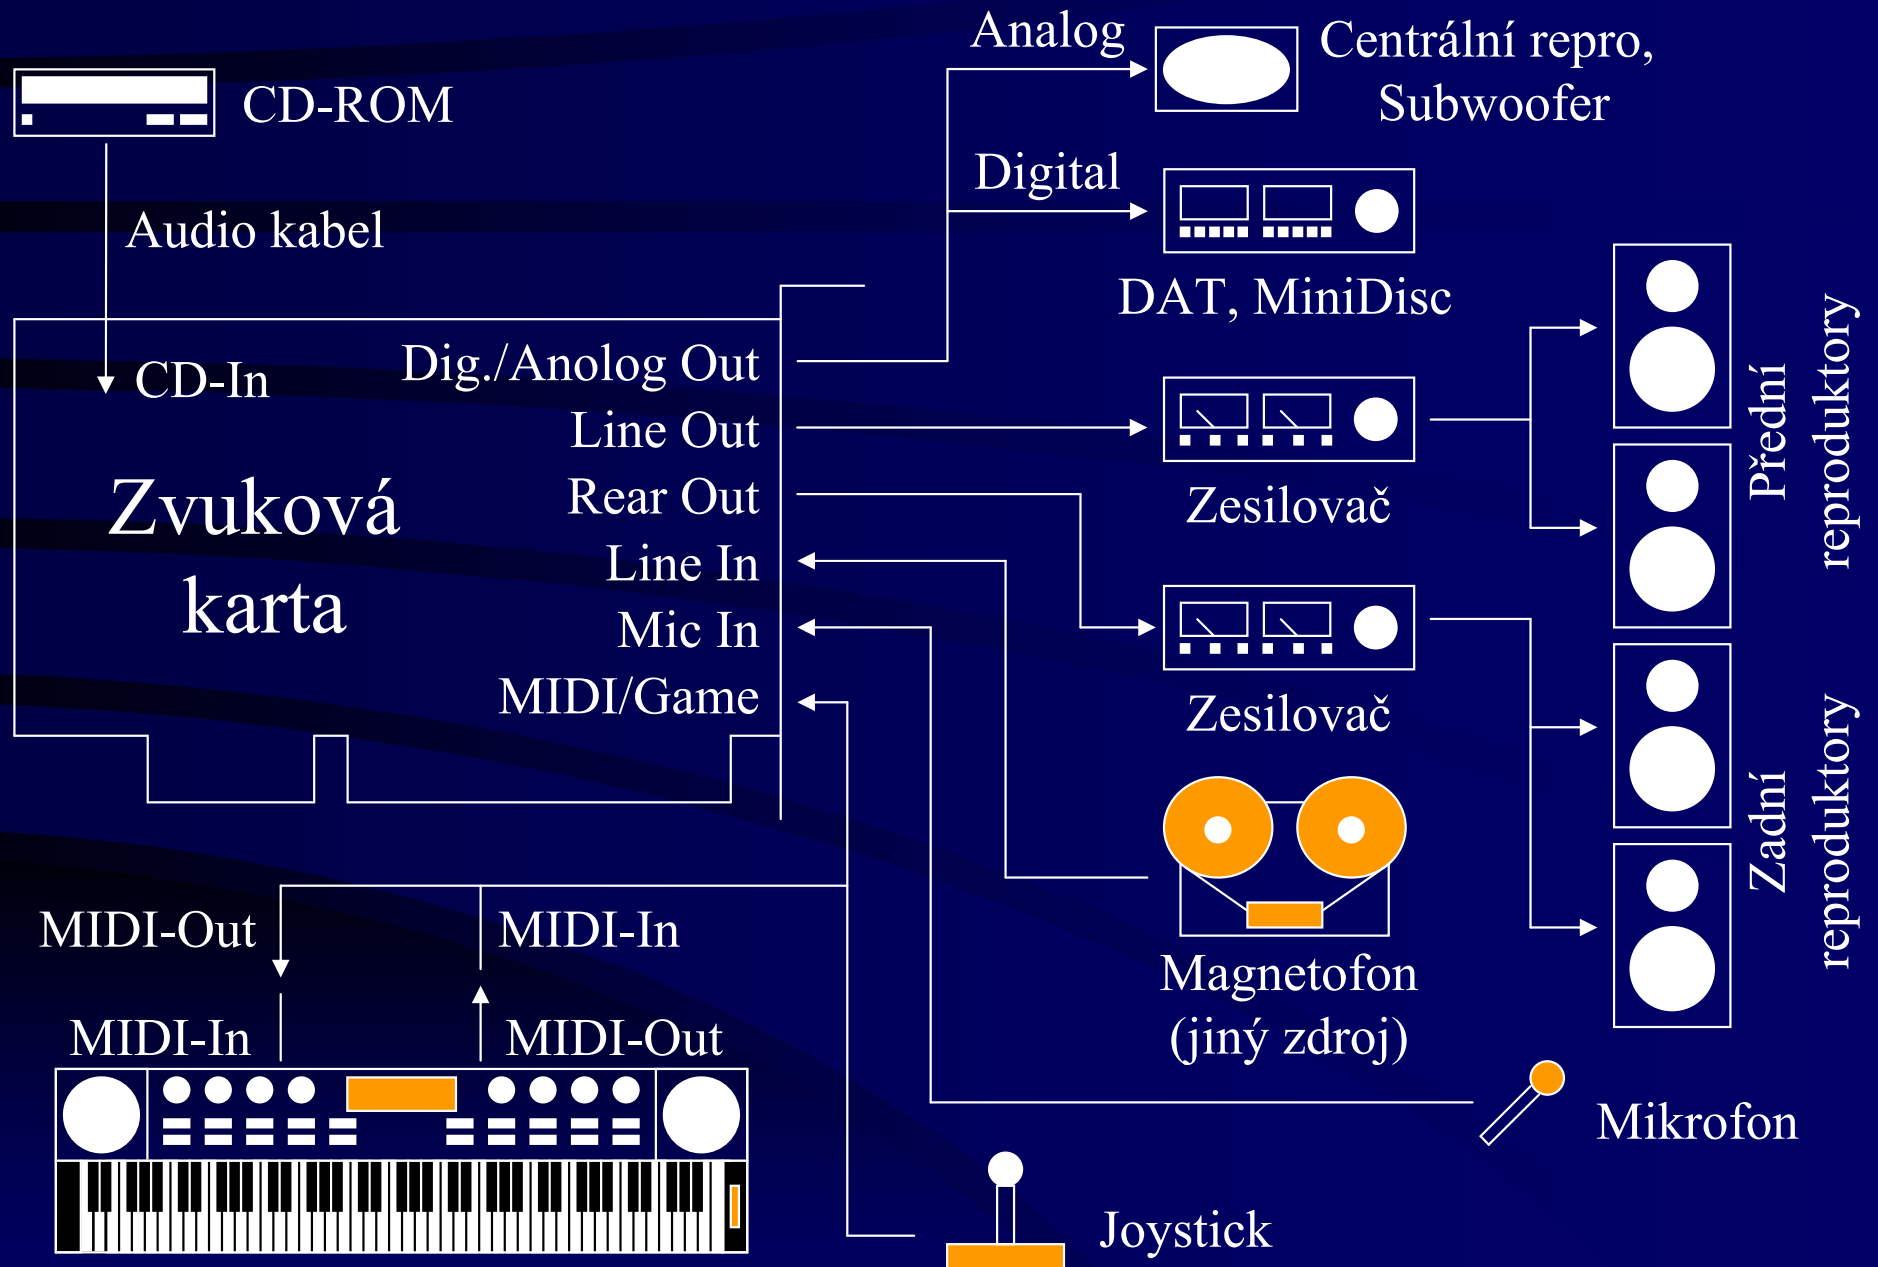 Analog
Centrální repro,
Subwoofer
CD-ROM
Digital
Audio kabel
DAT, MiniDisc
CD-In
Dig./Anolog Out
Line Out
Rear Out
Line In
Mic In
MIDI/Game
Zvuková
karta
Zesilovač
Zesilovač
Přední
reproduktory
Zadní
reproduktory
MIDI-Out
MIDI-In
MIDI-In
MIDI-Out
Magnetofon
(jiný zdroj)
Mikrofon
Joystick